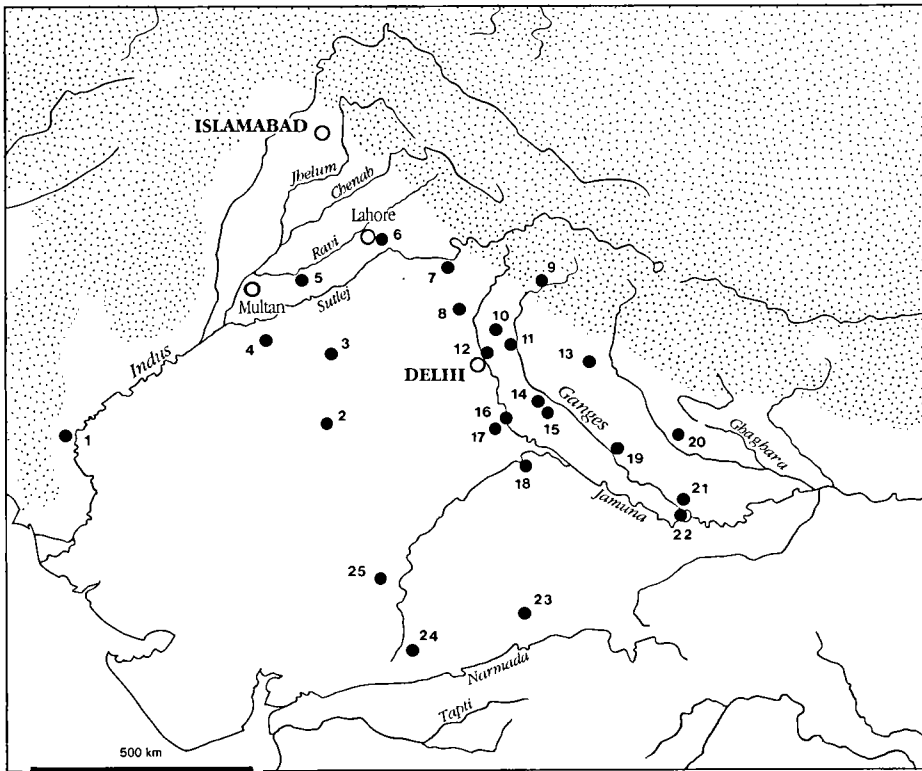 ISLAMABAD
Jhelum
Chenab
Lahore
6
Ravi
7
9
5
Multan
Sutlej
8
10
4
3
12
11
13
Indus
DELHI
2
14
Ganges
16
15
1
17
19
20
Ghaghara
18
Jamuna
21
22
25
23
24
Narmada
Tapti
500 km